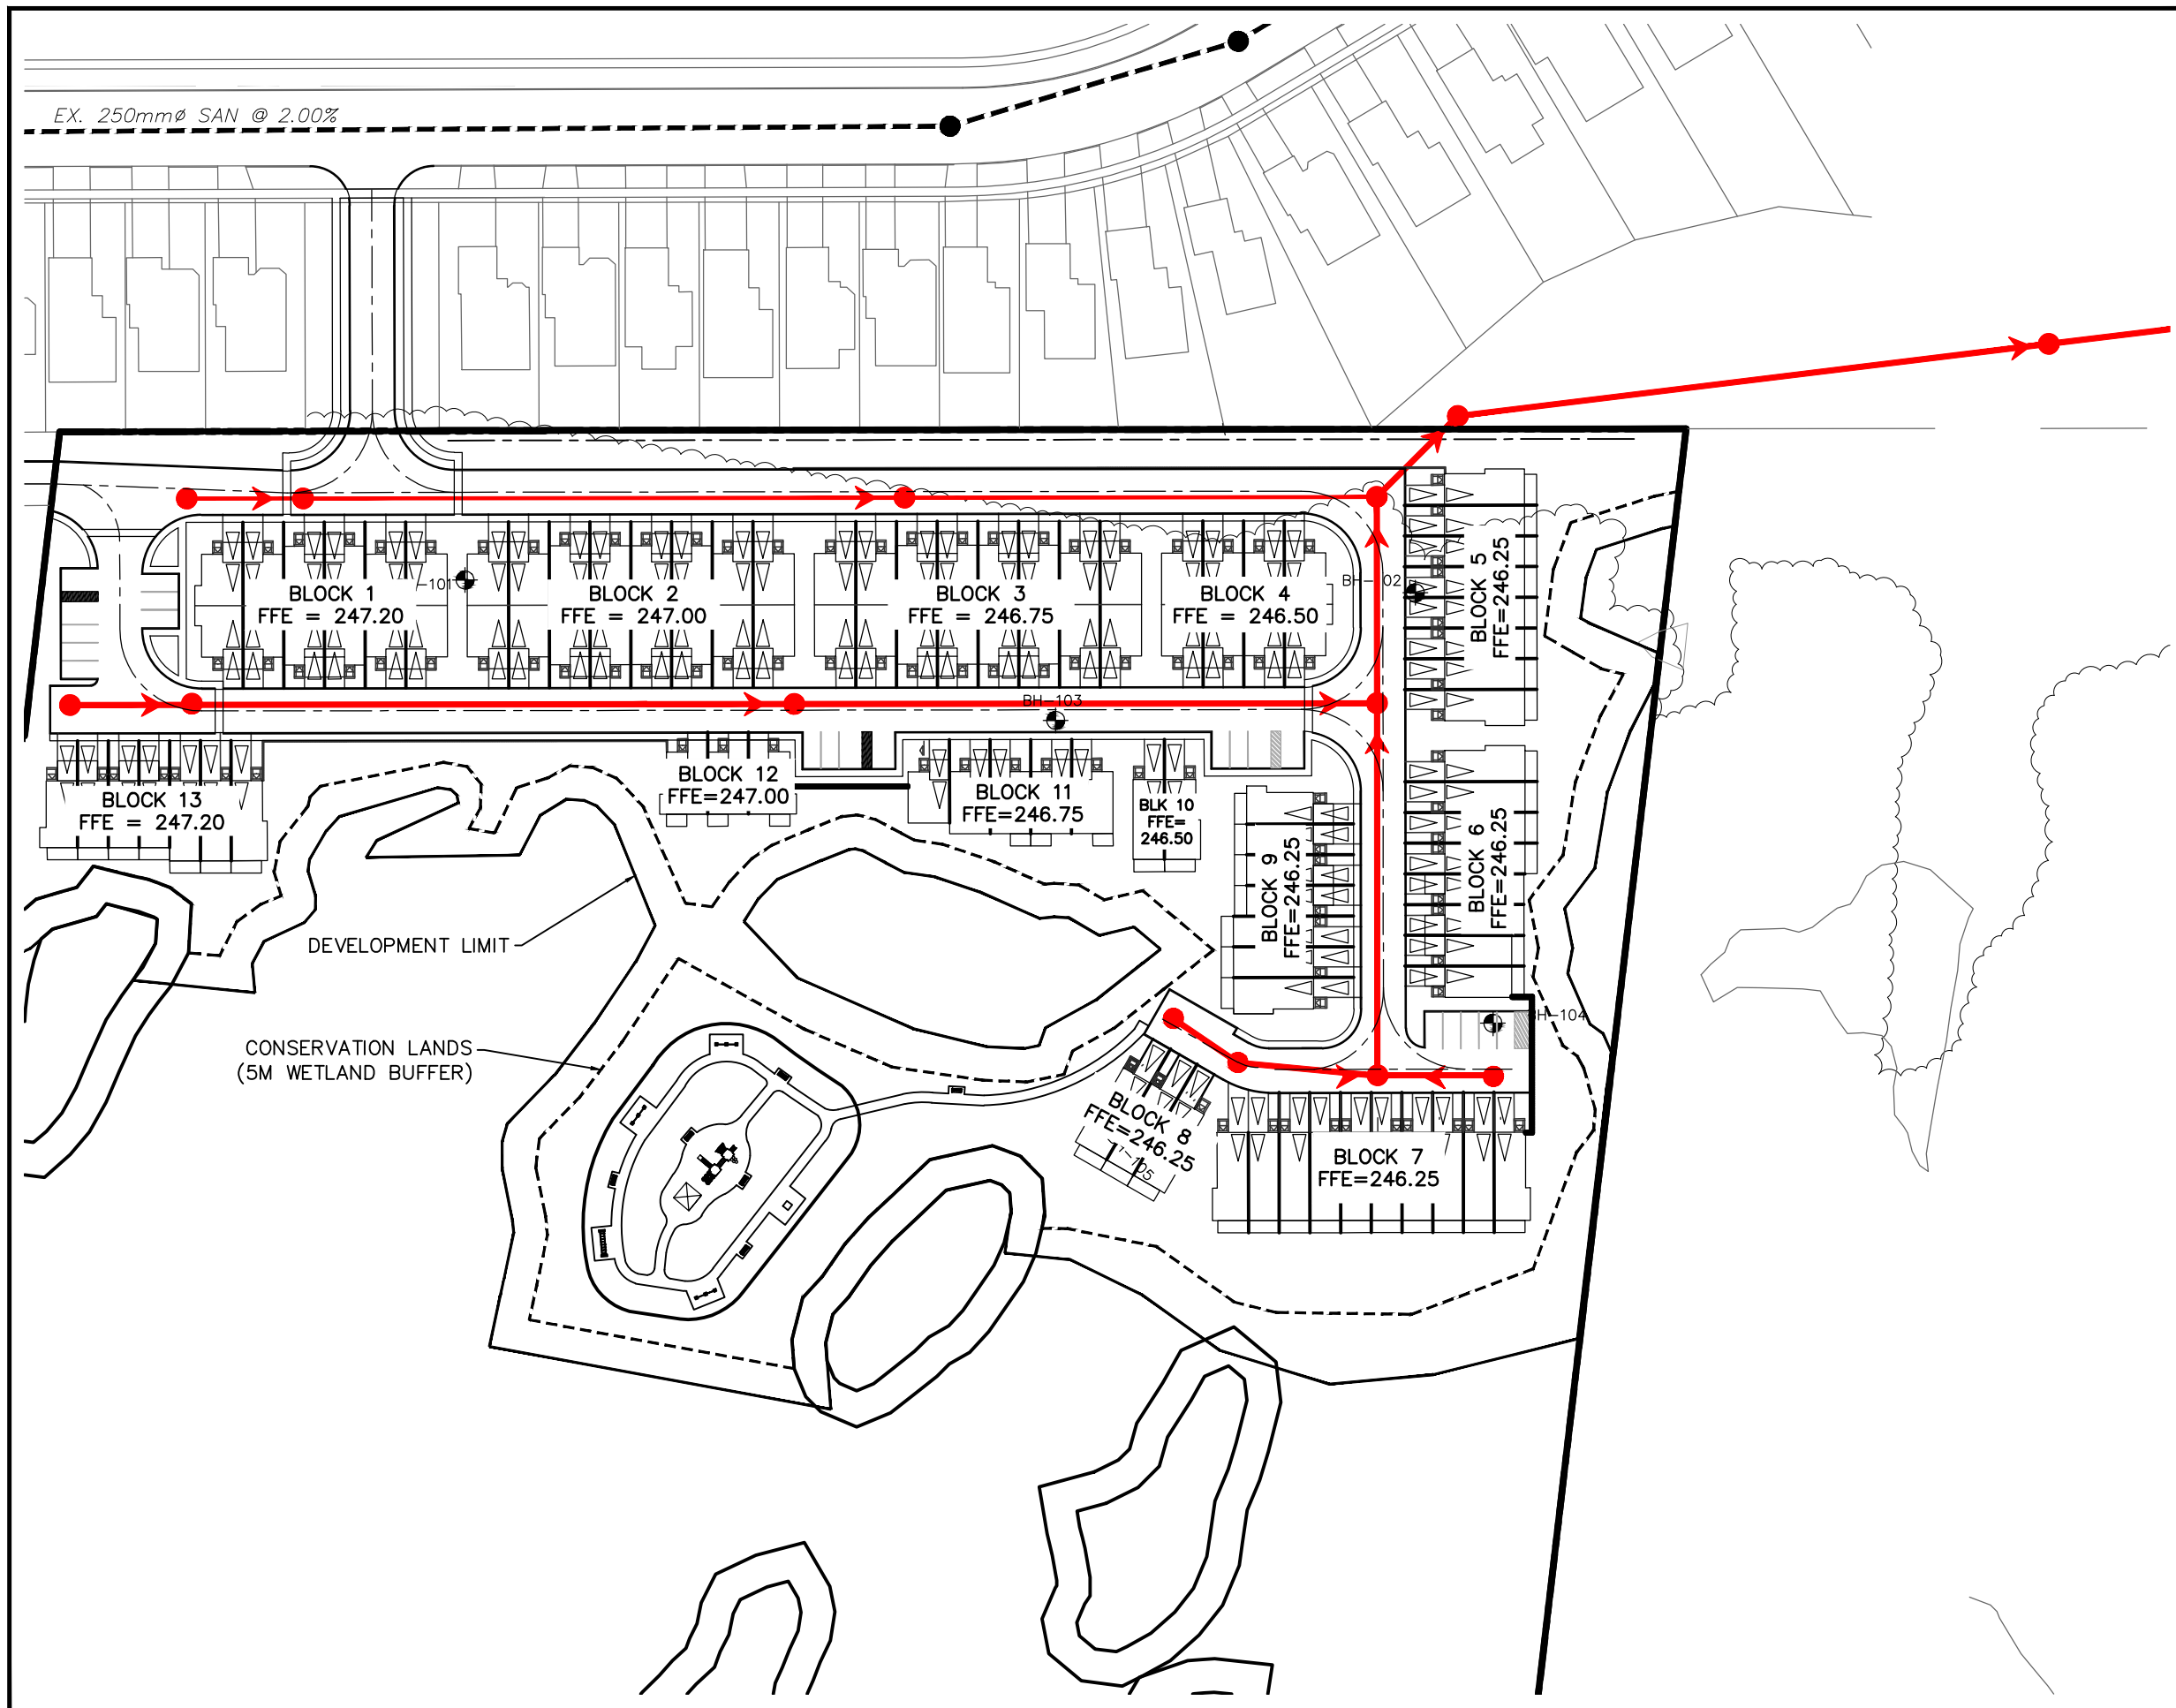 EX. 250mmø SAN @ 2.00%
BLOCK 1
FFE = 247.20
-101
BLOCK 2
FFE = 247.00
BLOCK 3
FFE = 246.75
BLOCK 4
FFE = 246.50
BH-102
BLOCK 5
FFE=246.25
BH-103
BLOCK 13
FFE = 247.20
BLOCK 12
FFE=247.00
BLOCK 11
FFE=246.75
BLK 10
FFE=
246.50
BLOCK 9
FFE=246.25
BLOCK 6
FFE=246.25
DEVELOPMENT LIMIT
BH-104
CONSERVATION LANDS
(5M WETLAND BUFFER)
BLOCK 8
FFE=246.25
-105
BLOCK 7
FFE=246.25